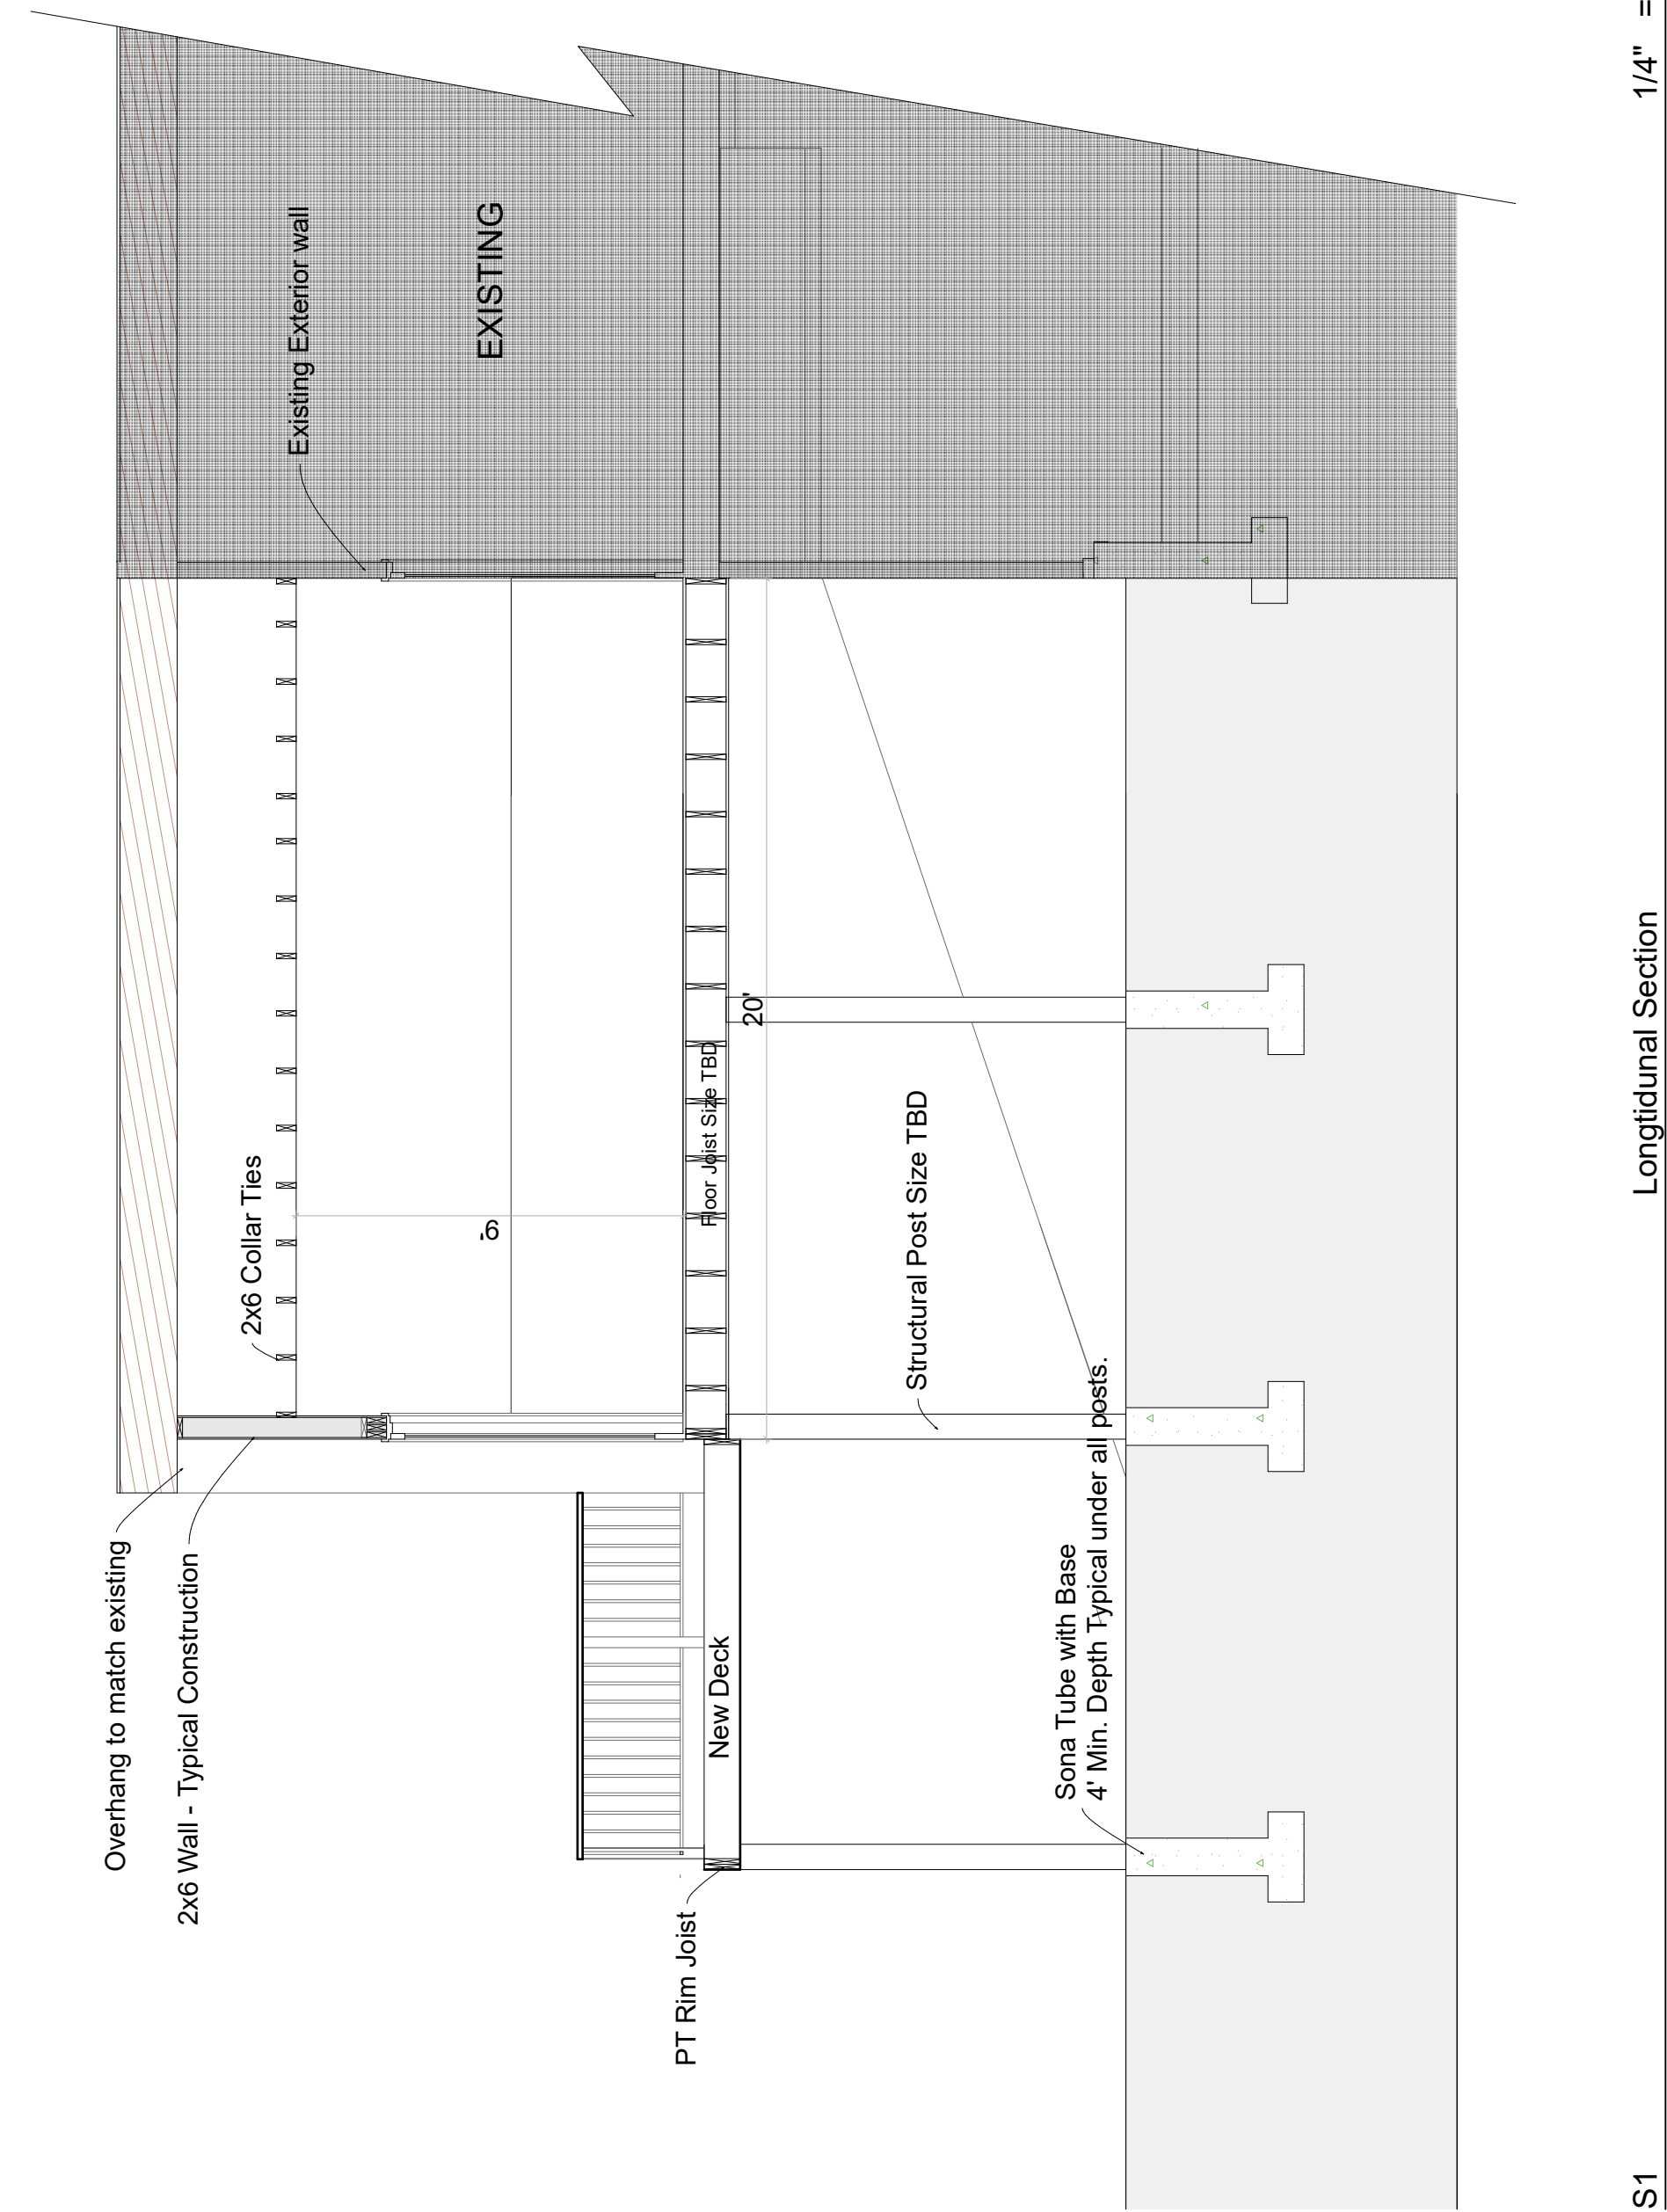 Overhang to match existing
2x6 Wall - Typical Construction
2x6 Collar Ties
Existing Exterior wall
9'
EXISTING
PT Rim Joist
New Deck
Floor Joist Size TBD
20'
Structural Post Size TBD
Sona Tube with Base
4' Min. Depth Typical under all posts.
S1 Longtidunal Section 1/4" =